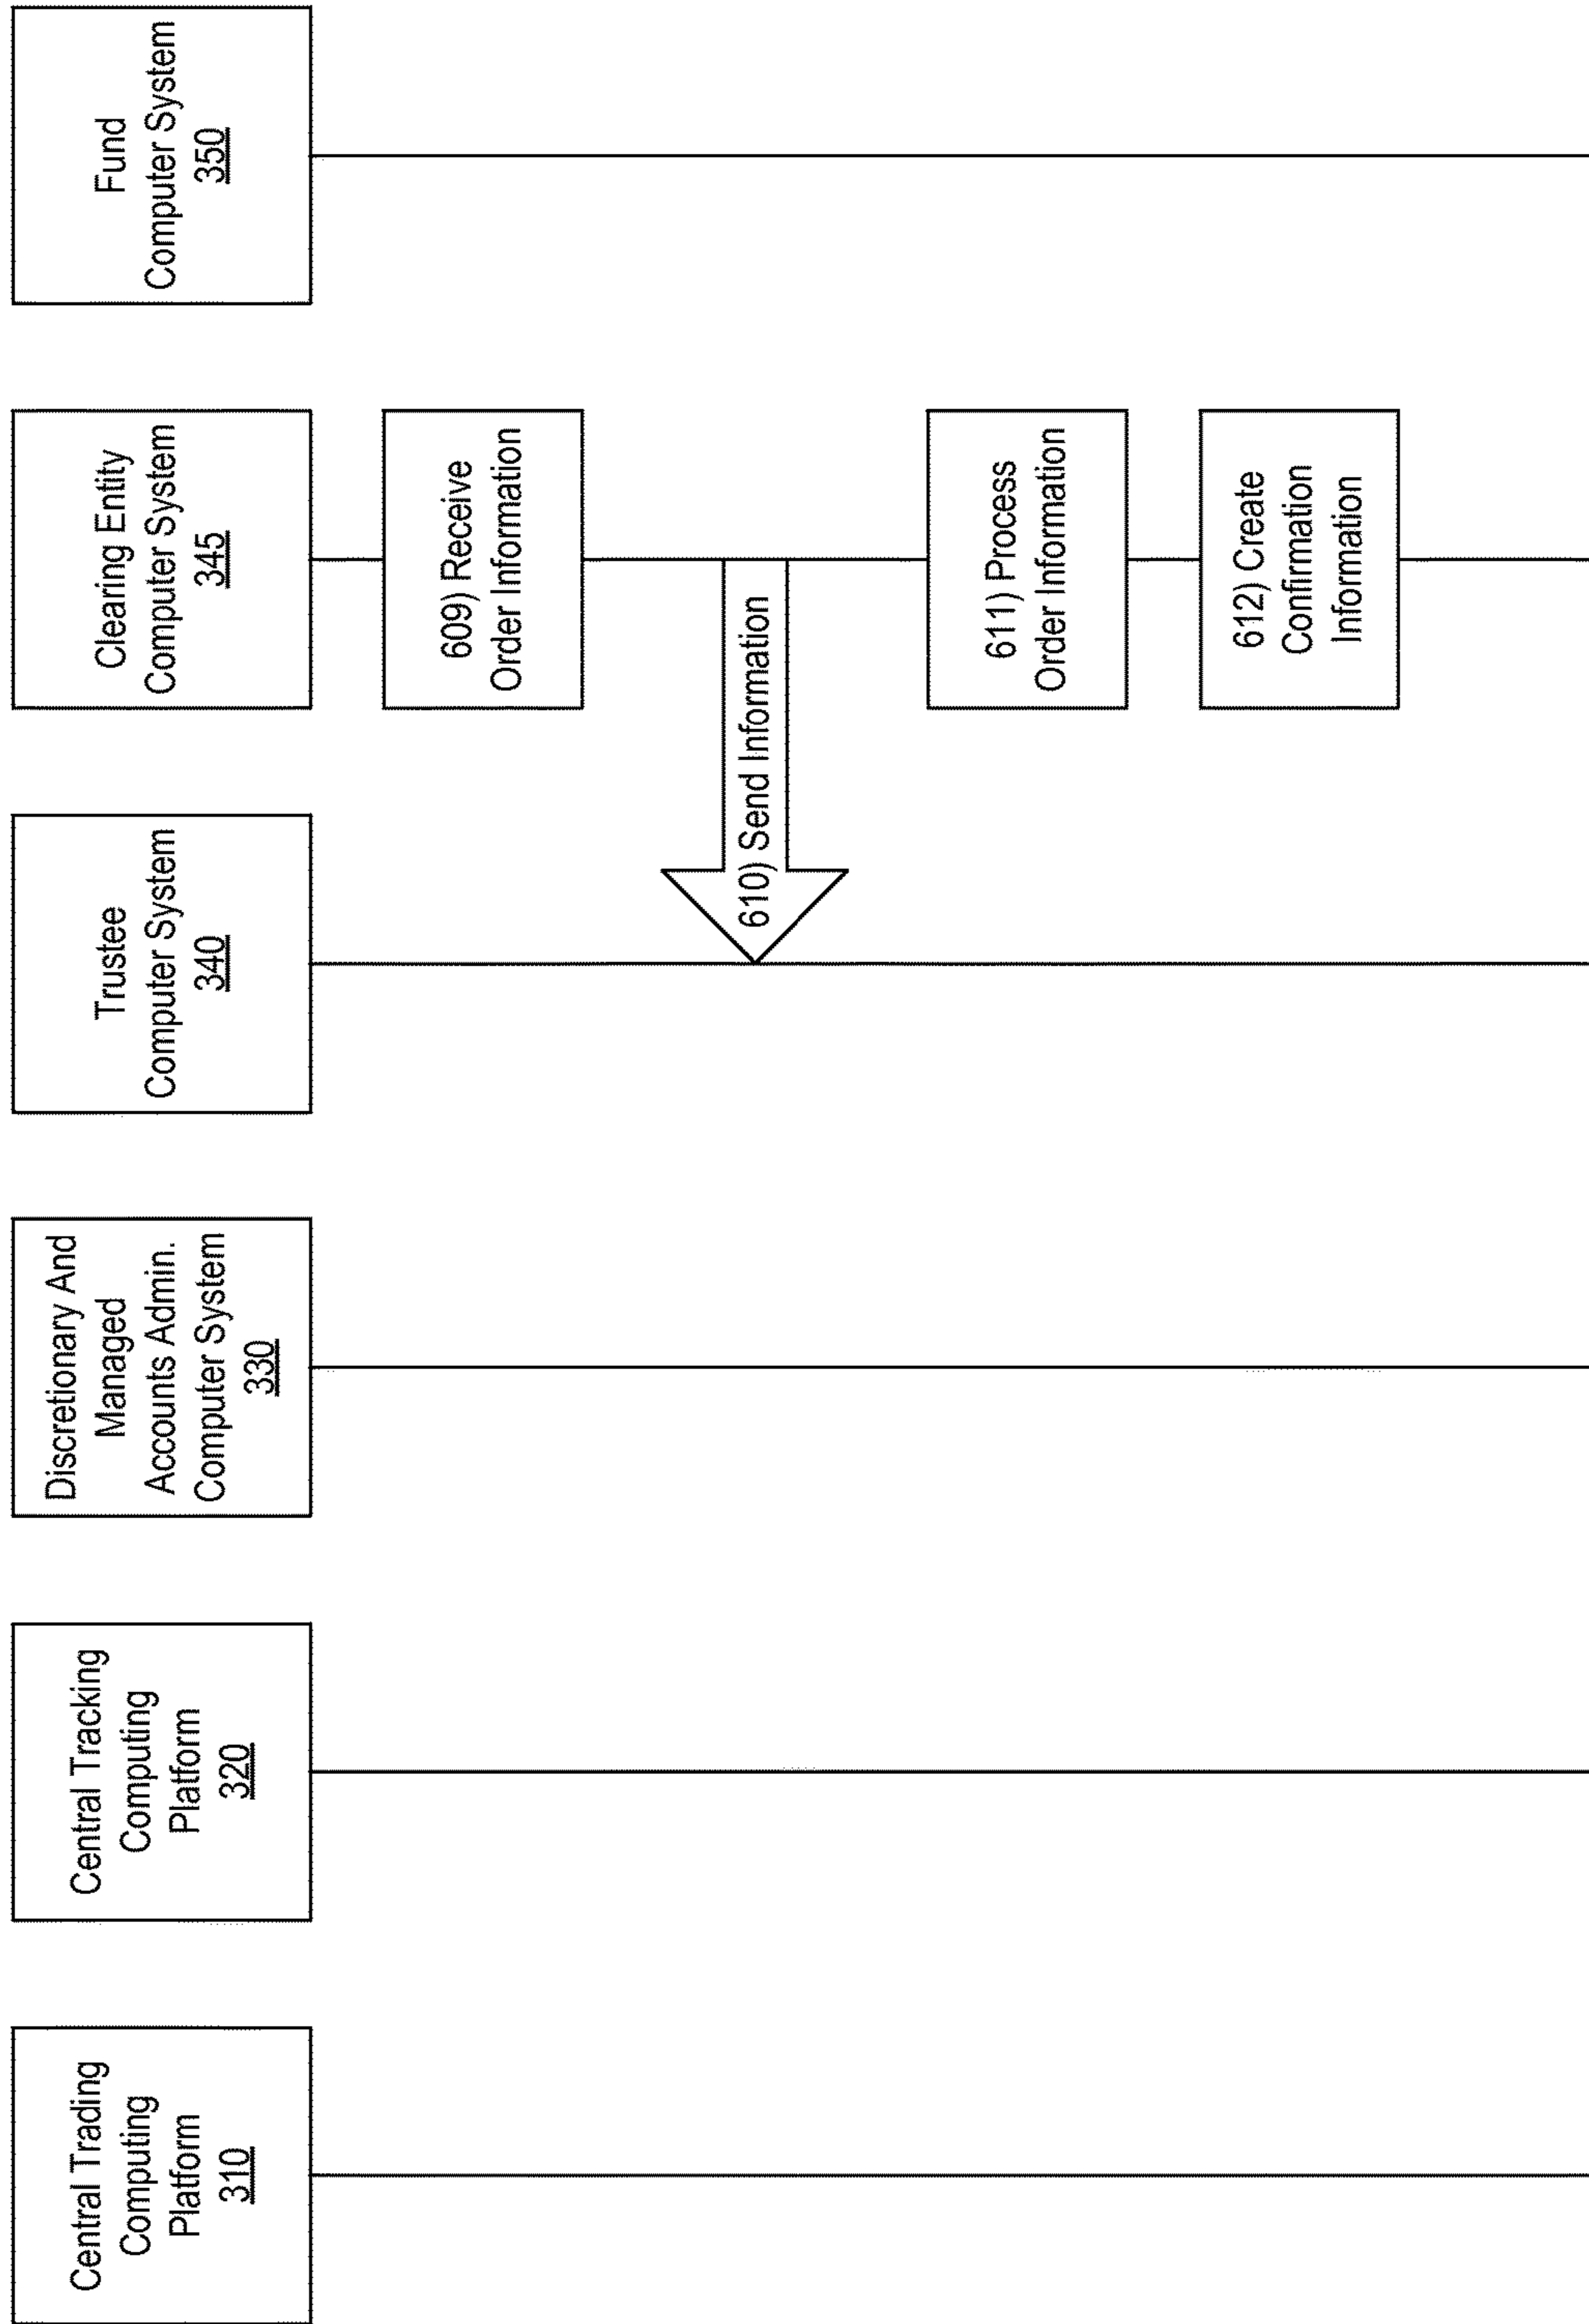 Central Trading
Computing
Platform
310
Central Tracking
Computing
Platform
320
Discretionary And
Managed
Accounts Admin.
Computer System
330
Trustee
Computer System
340
Clearing Entity
Computer System
345
Fund
Computer System
350
609) Receive
Order Information
610) Send Information
611) Process
Order Information
612) Create
Confirmation
Information